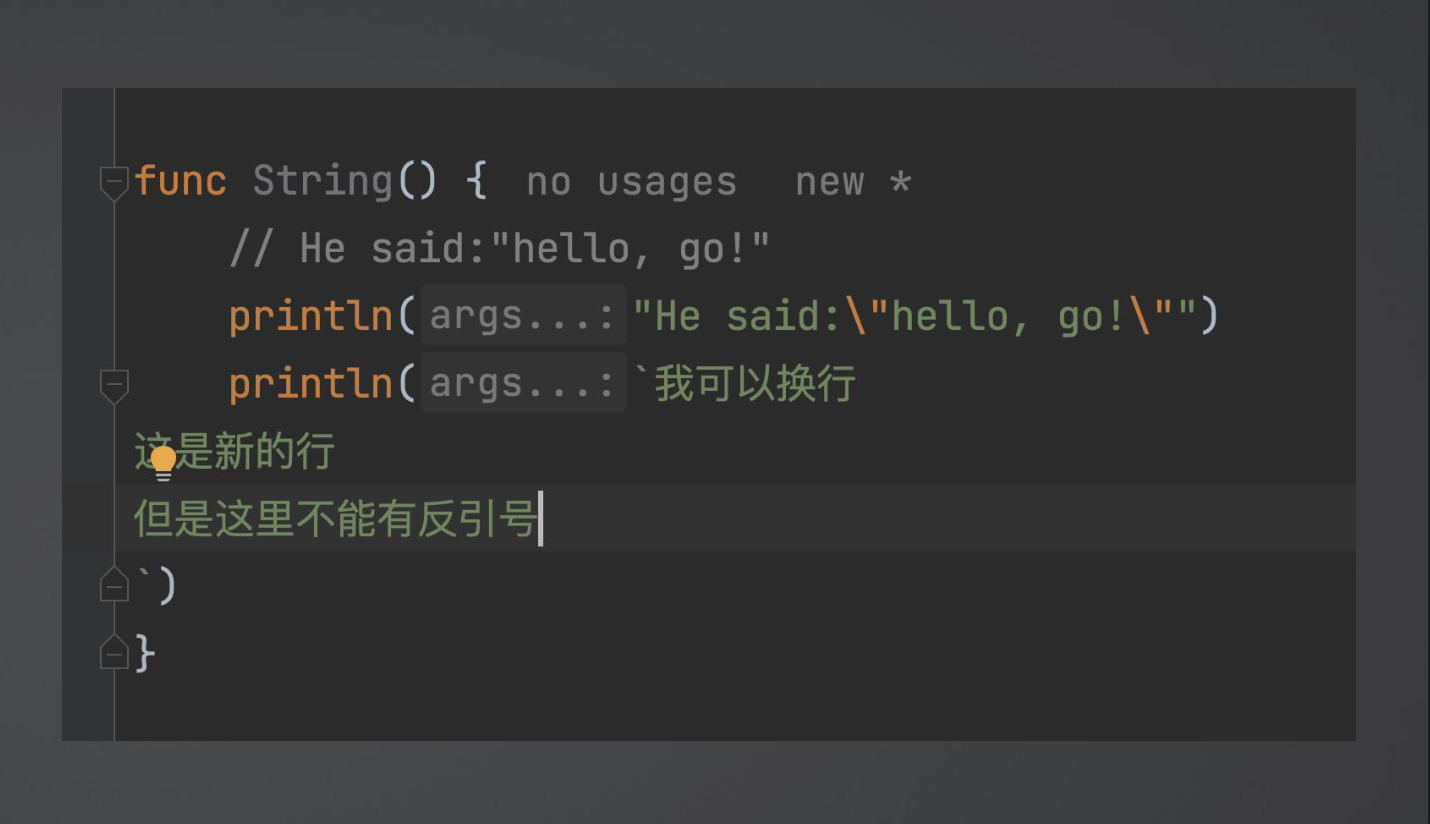 func String() { no usages new *
// He said:"hello, go!"
println( args...: "He said:\"hello, go!\"")
println( args...: `我可以换行
这是新的行
但是这里不能有反引号
`)
}